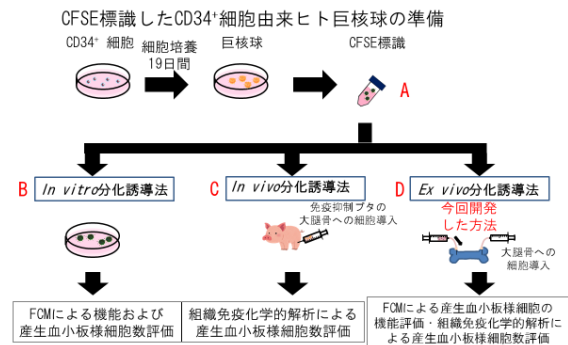 CFSE標識したCD34⁺細胞由来ヒト巨核球の準備
CD34⁺ 細胞
細胞培養
19日間
巨核球
CFSE標識
A
B
In vitro分化誘導法
C
In vivo分化誘導法
D
Ex vivo分化誘導法
免疫抑制ブタの
大腿骨への細胞導入
今回開発
した方法
大腿骨への
細胞導入
FCMによる機能および
産生血小板様細胞数評価
組織免疫化学的解析による
産生血小板様細胞数評価
FCMによる産生血小板様細胞の
機能評価・組織免疫化学的解析に
よる産生血小板様細胞数評価